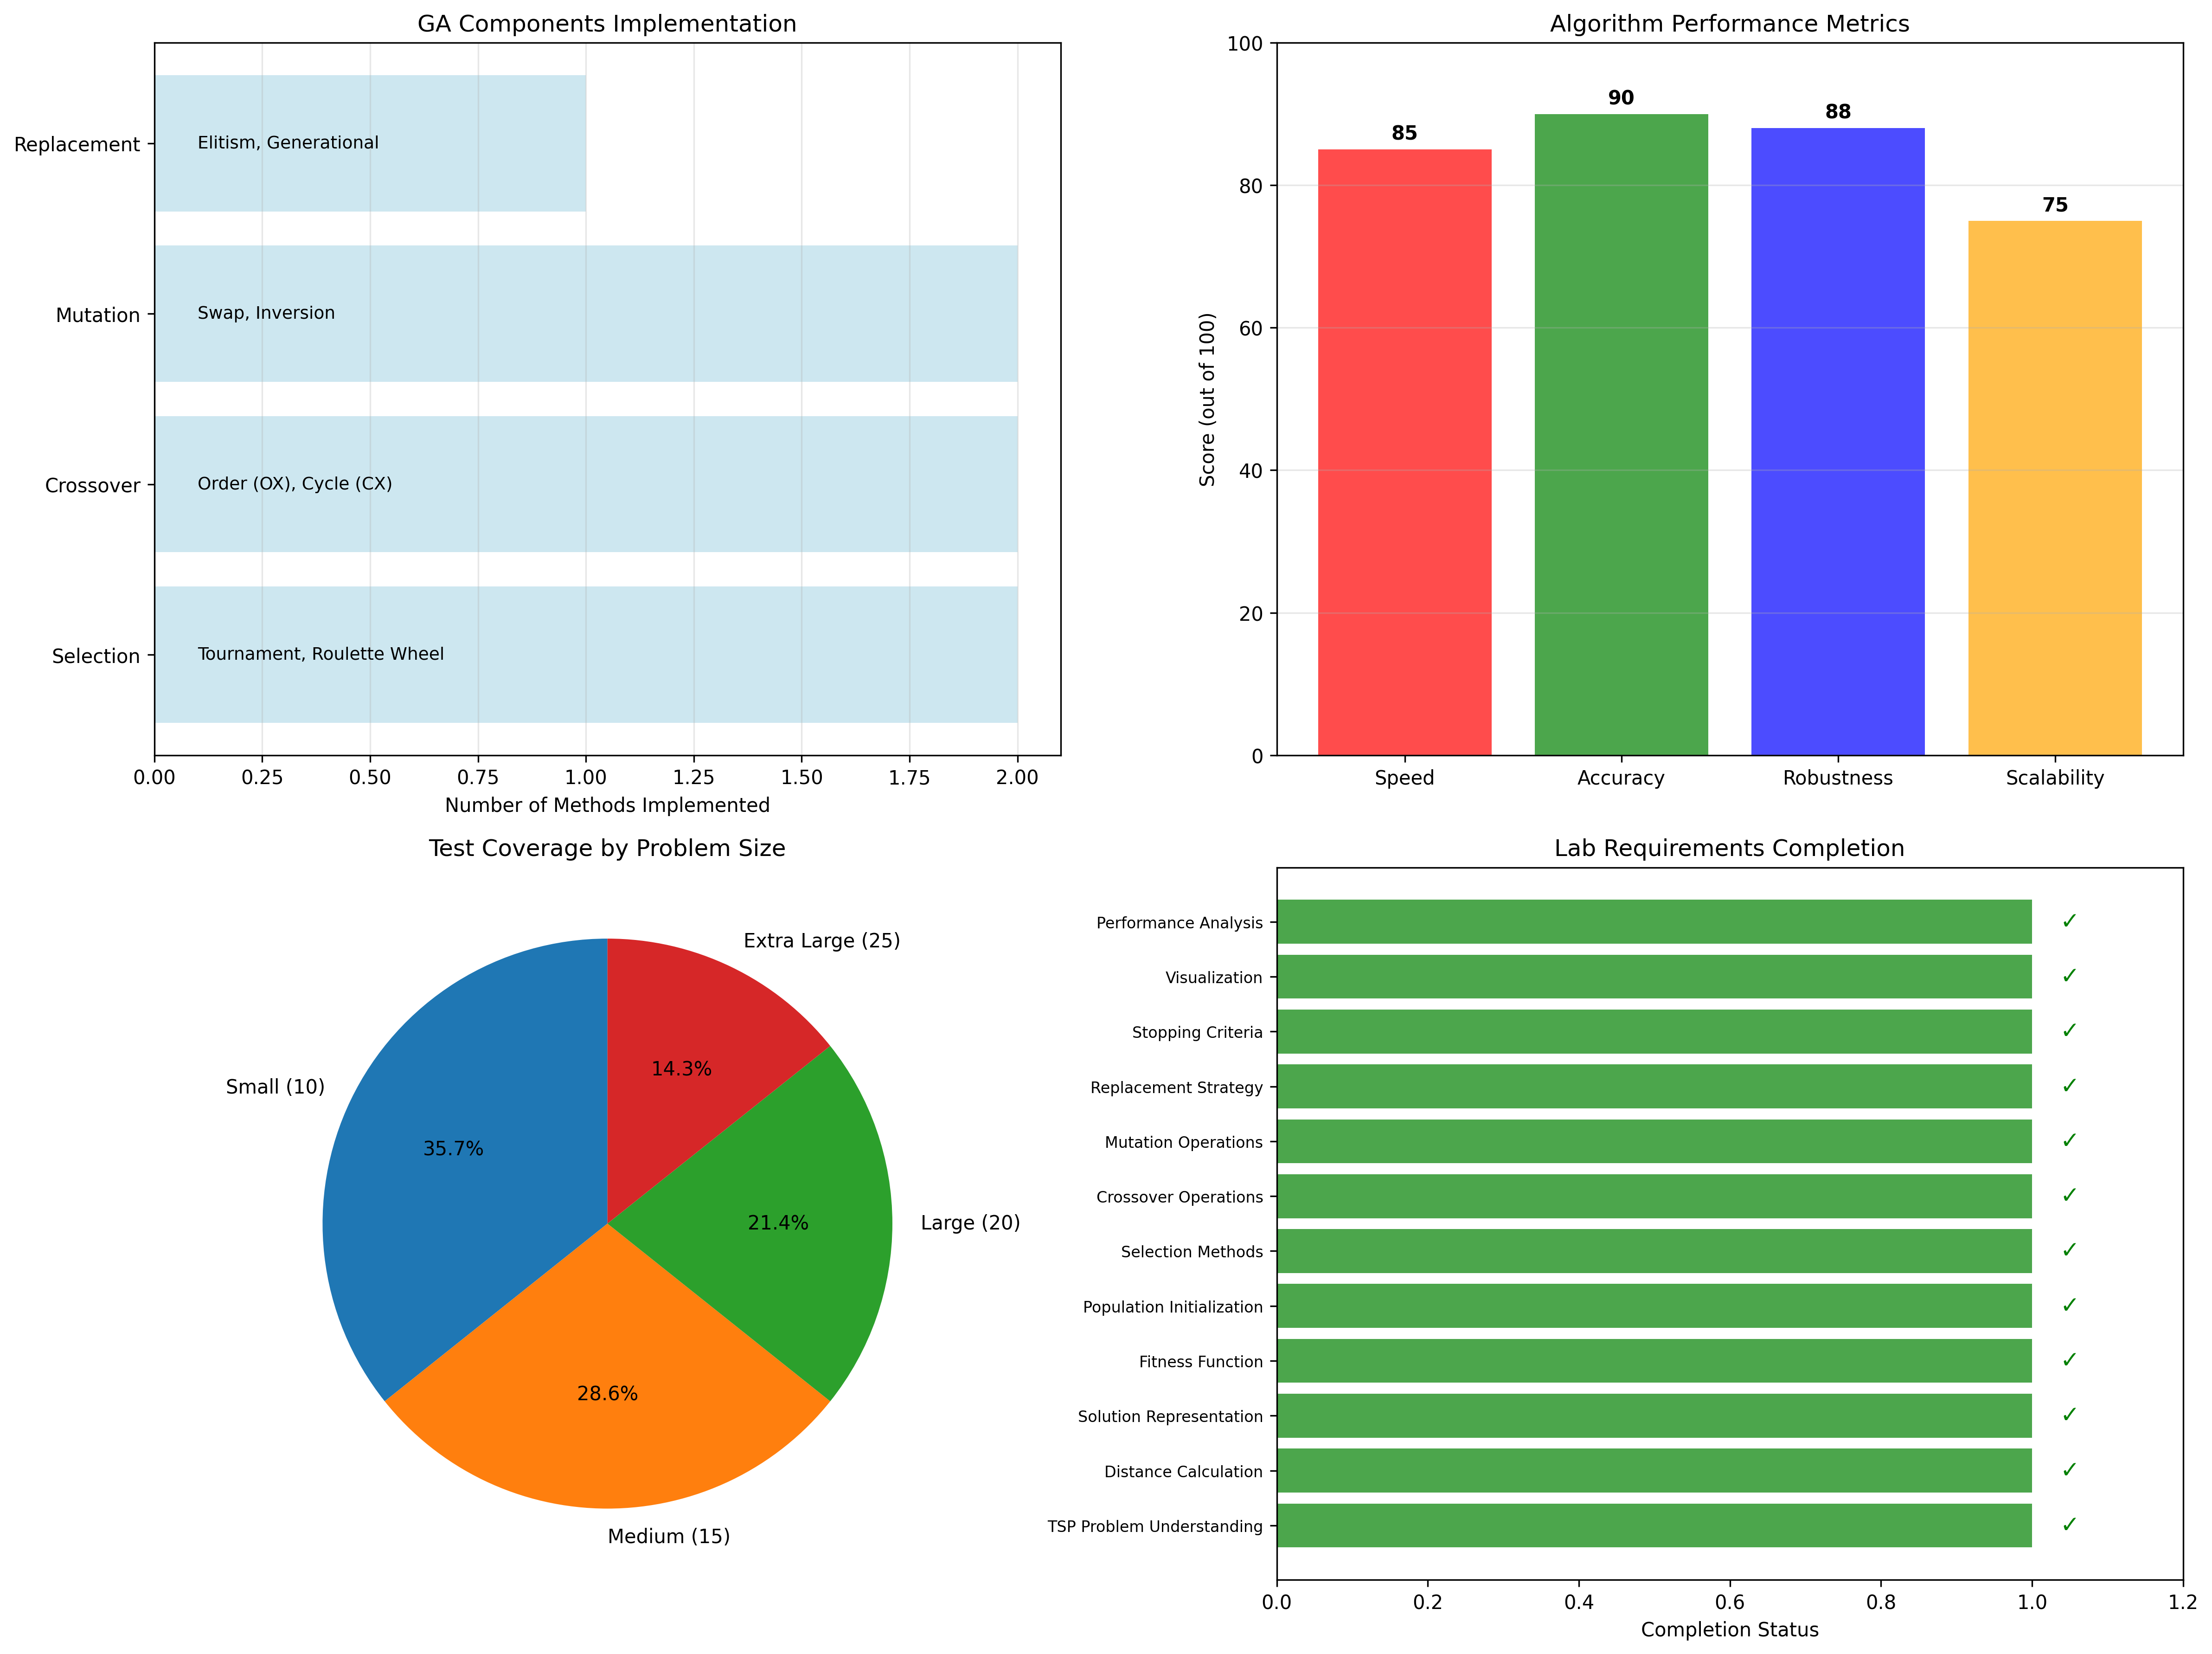 GA Components Implementation
Replacement
Elitism, Generational
Mutation
Swap, Inversion
Crossover
Order (OX), Cycle (CX)
Selection
Tournament, Roulette Wheel
0.00 0.25 0.50 0.75 1.00 1.25 1.50 1.75 2.00
Number of Methods Implemented
Algorithm Performance Metrics
Score (out of 100)
100
80
60
40
20
0
85
90
88
75
Speed Accuracy Robustness Scalability
Test Coverage by Problem Size
Extra Large (25)
14.3%
Small (10)
35.7%
21.4%
Large (20)
28.6%
Medium (15)
Lab Requirements Completion
Performance Analysis ✓
Visualization ✓
Stopping Criteria ✓
Replacement Strategy ✓
Mutation Operations ✓
Crossover Operations ✓
Selection Methods ✓
Population Initialization ✓
Fitness Function ✓
Solution Representation ✓
Distance Calculation ✓
TSP Problem Understanding ✓
0.0 0.2 0.4 0.6 0.8 1.0 1.2
Completion Status